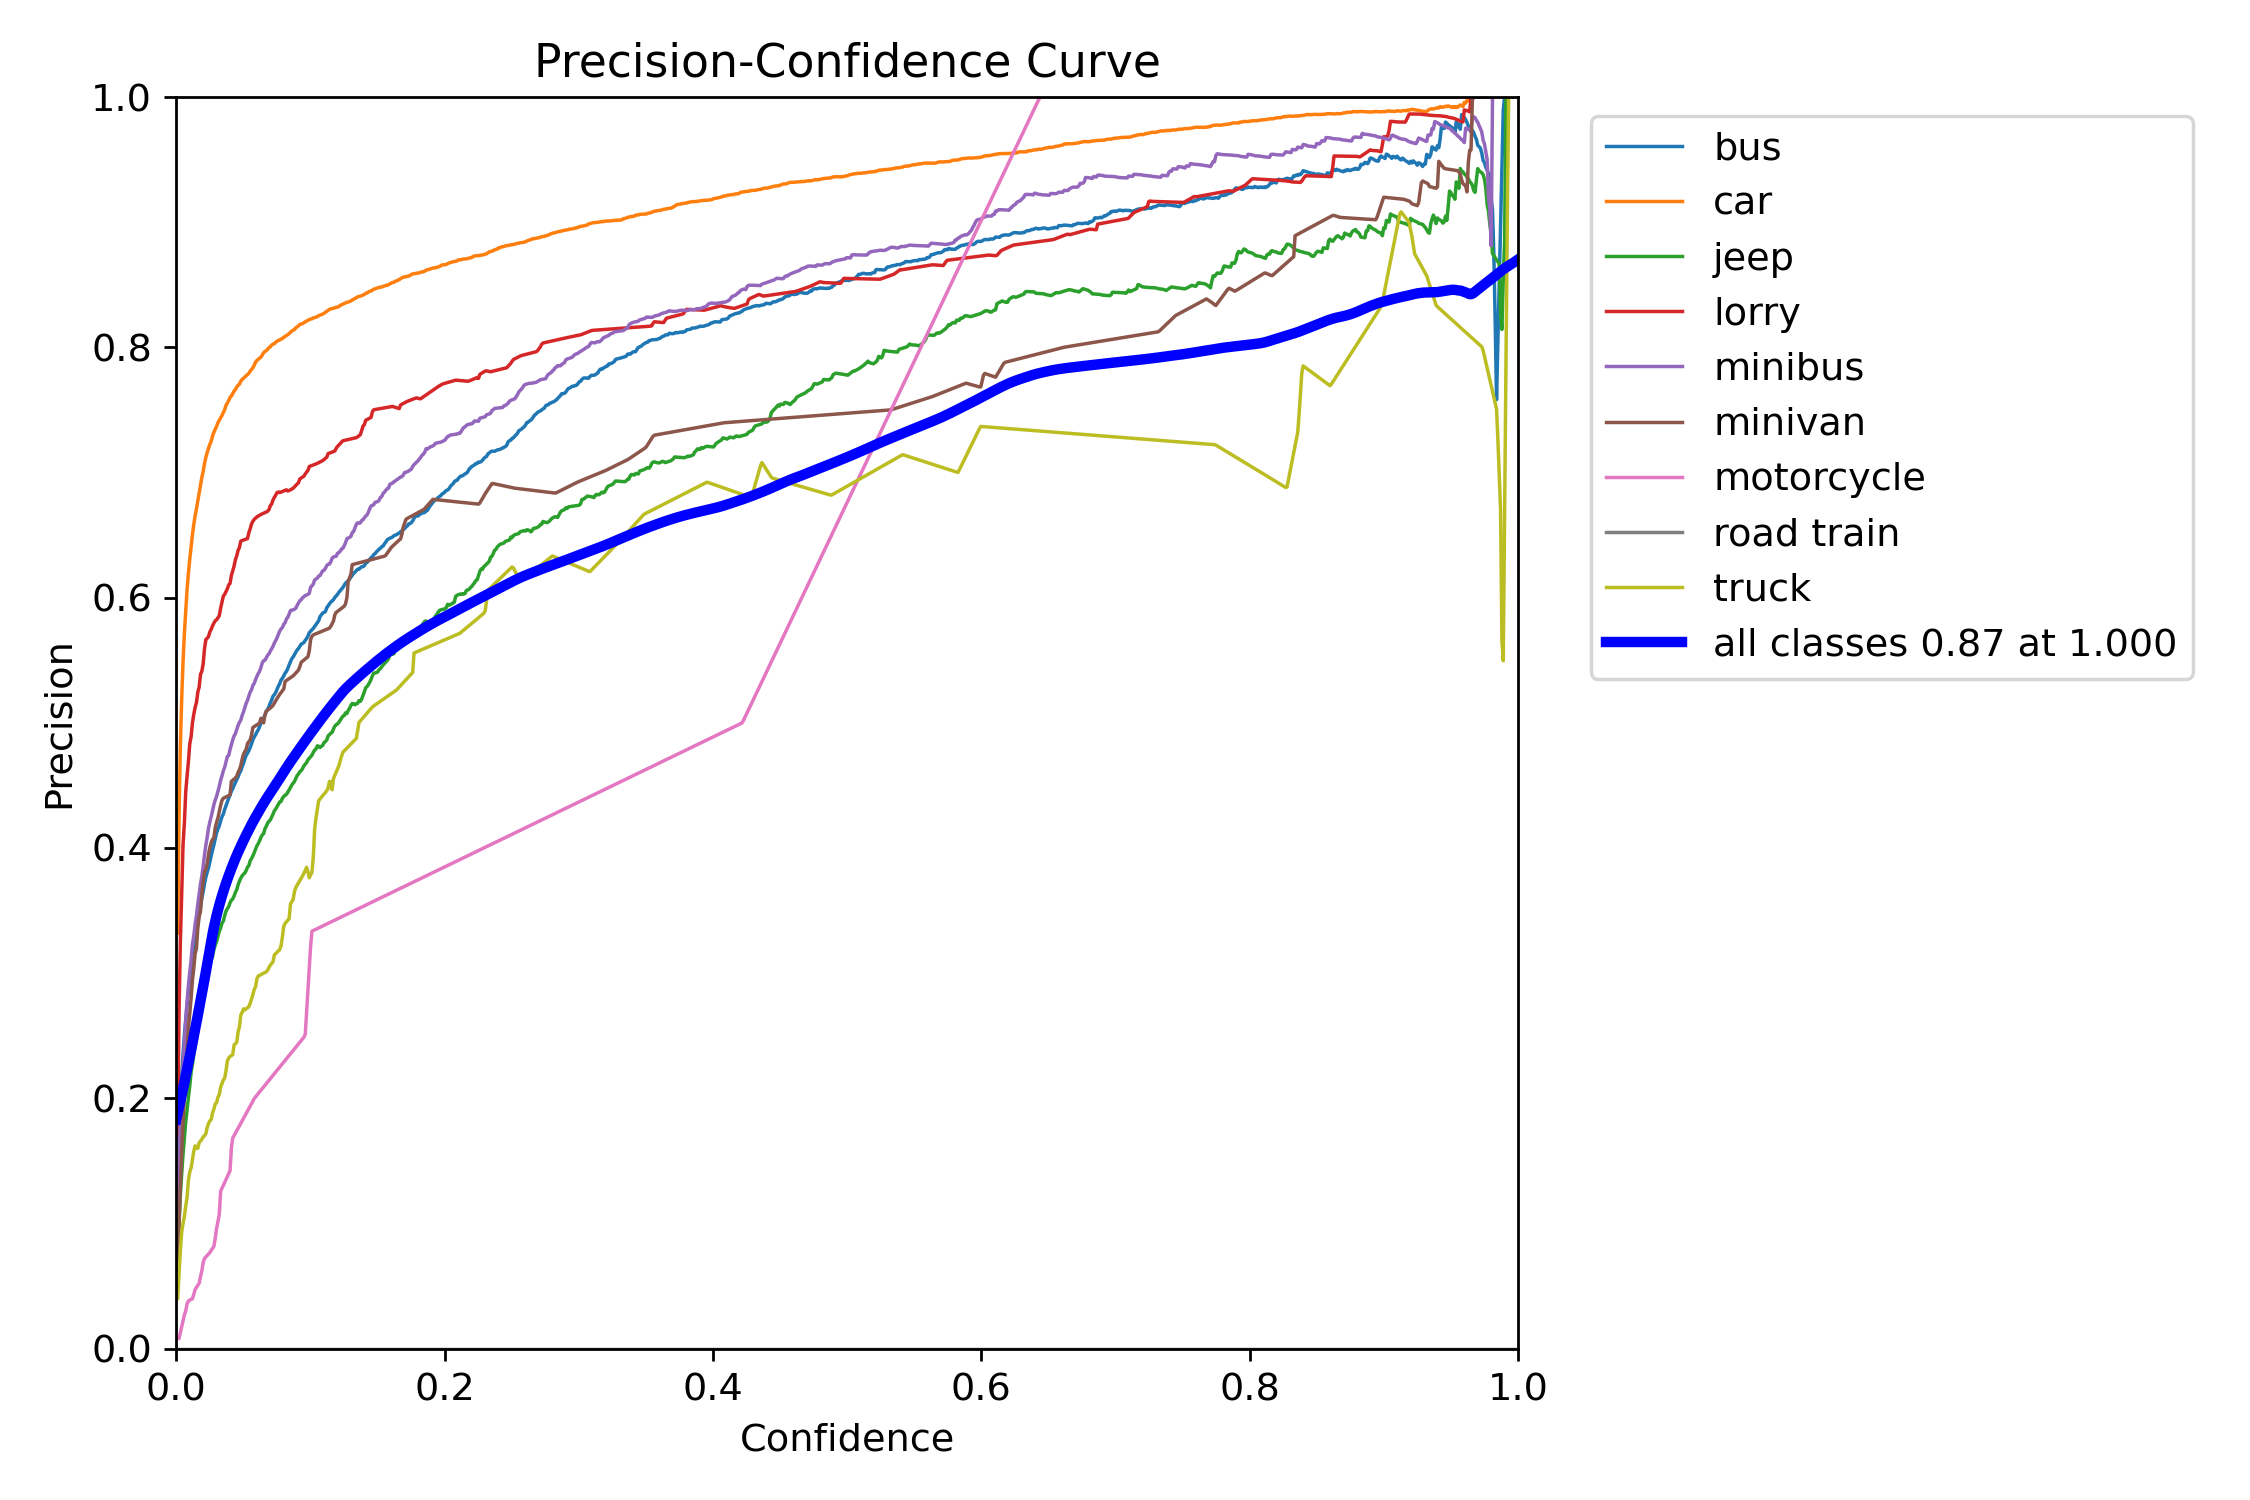 Precision-Confidence Curve
1.0
0.8
0.6
0.4
0.2
0.0
Precision
0.0 0.2 0.4 0.6 0.8 1.0
Confidence
bus
car
jeep
lorry
minibus
minivan
motorcycle
road train
truck
all classes 0.87 at 1.000